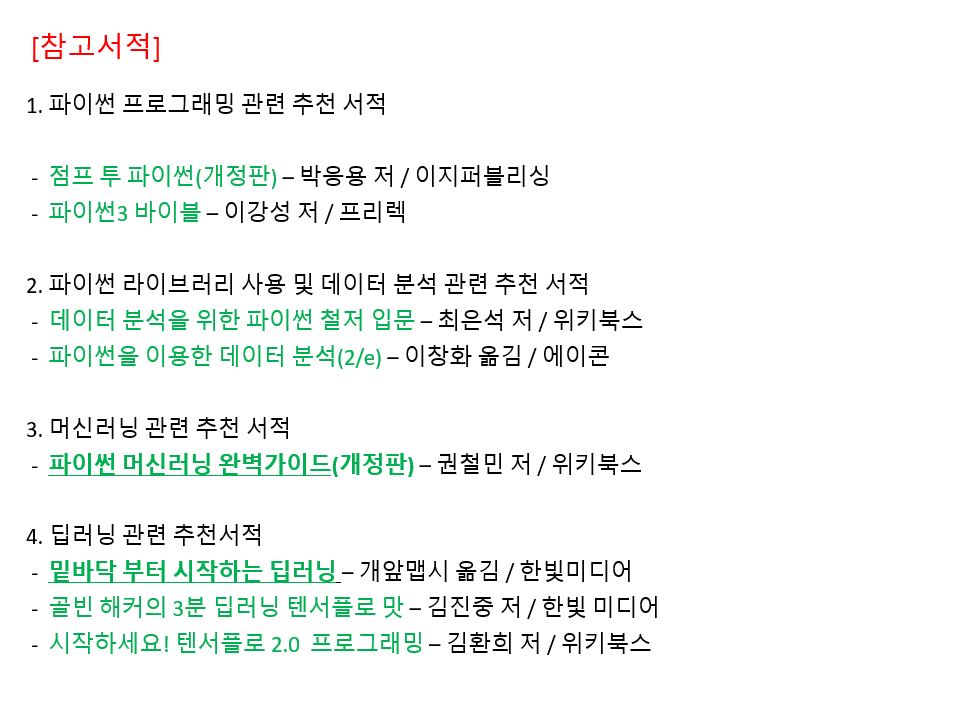 [참고서적]
1. 파이썬 프로그래밍 관련 추천 서적
- 점프 투 파이썬(개정판) – 박응용 저 / 이지퍼블리싱
- 파이썬3 바이블 – 이강성 저 / 프리렉
2. 파이썬 라이브러리 사용 및 데이터 분석 관련 추천 서적
- 데이터 분석을 위한 파이썬 철저 입문 – 최은석 저 / 위키북스
- 파이썬을 이용한 데이터 분석(2/e) – 이창화 옮김 / 에이콘
3. 머신러닝 관련 추천 서적
- 파이썬 머신러닝 완벽가이드(개정판) – 권철민 저 / 위키북스
4. 딥러닝 관련 추천서적
- 밑바닥 부터 시작하는 딥러닝 – 개앞맵시 옮김 / 한빛미디어
- 골빈 해커의 3분 딥러닝 텐서플로 맛 – 김진중 저 / 한빛 미디어
- 시작하세요! 텐서플로 2.0 프로그래밍 – 김환희 저 / 위키북스